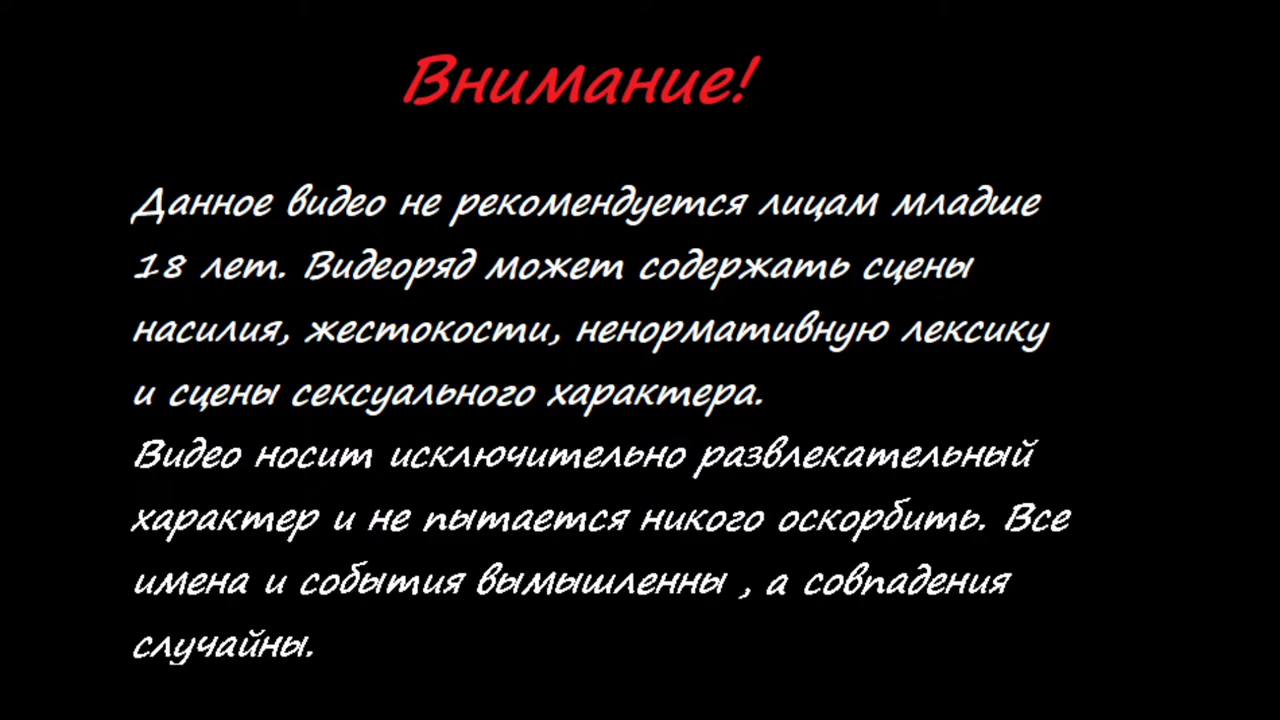 Внимание!
Данное видео не рекомендуется лицам младше
18 лет. Видеоряд может содержать сцены
насилия, жестокости, ненормативную лексику
и сцены сексуального характера.
Видео носит исключительно развлекательный
характер и не пытается никого оскорбить. Все
имена и события вымышленны , а совпадения
случайны.